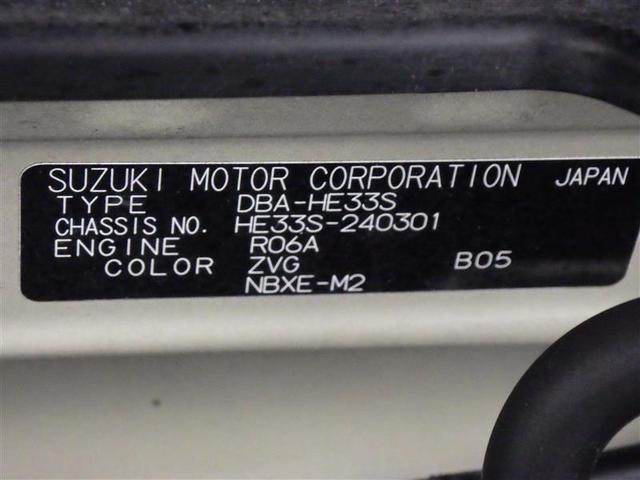 SUZUKI MOTOR CORPORATION JAPAN
TYPE DBA-HE33S
CHASSIS NO. HE33S-240301
ENGINE R06A
COLOR ZVG B05
NBXE-M2